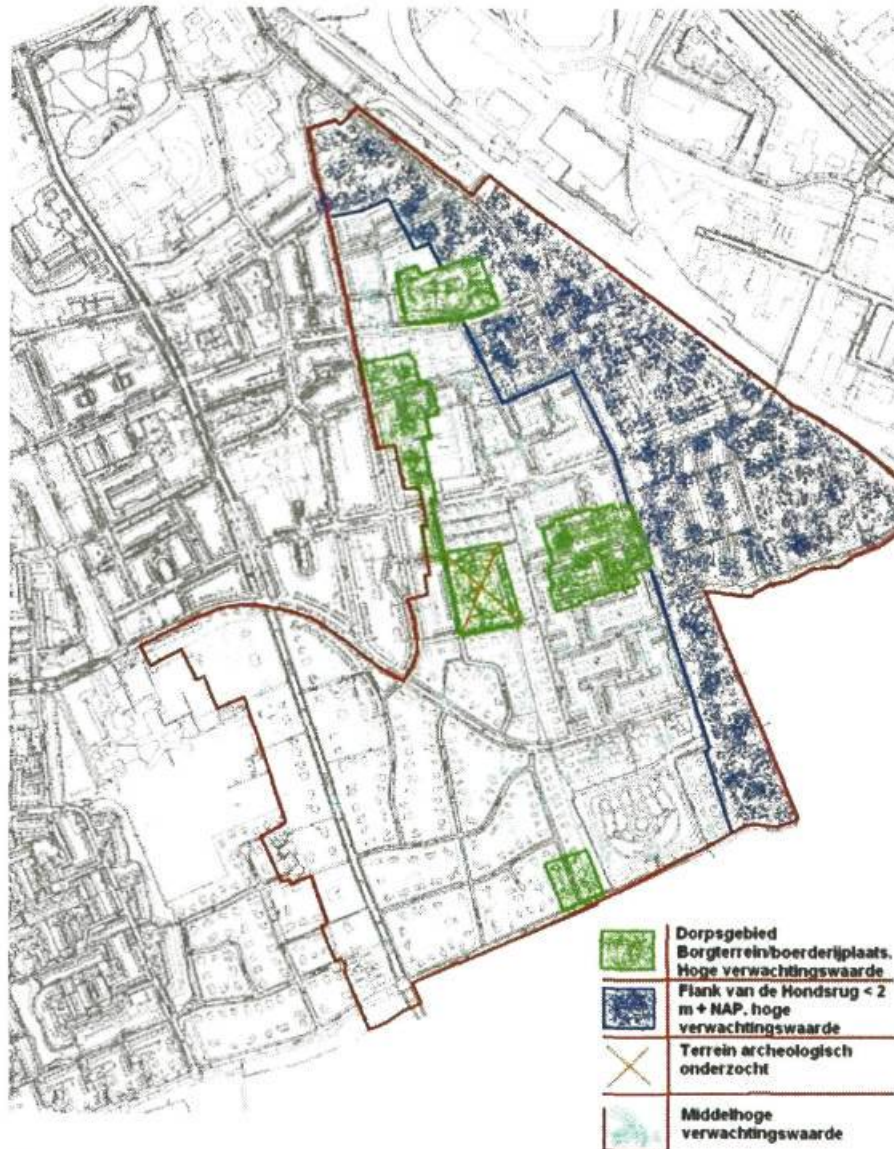 Dorpsgebied
Borgterrein/boerderijplaats.
Hoge verwachtingswaarde
Flank van de Hondsrug < 2
m + NAP. hoge
verwachtingswaarde
Terrein archeologisch
onderzocht
Middelhoge
verwachtingswaarde